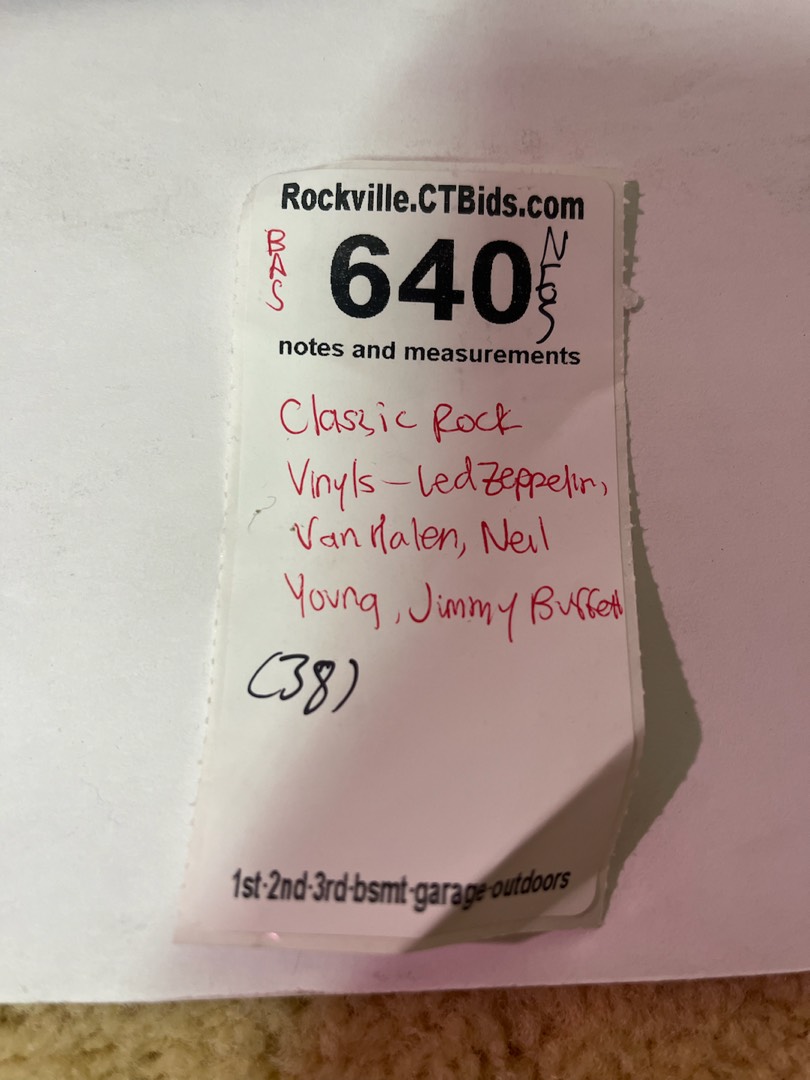 Rockville.CTBids.com
BAS
640
notes and measurements
Classic Rock
Vinyls - Led Zeppelin,
Van Halen, Neil
Young, Jimmy Buffett
(38)
1st-2nd-3rd-bsmt-garage-outdoors